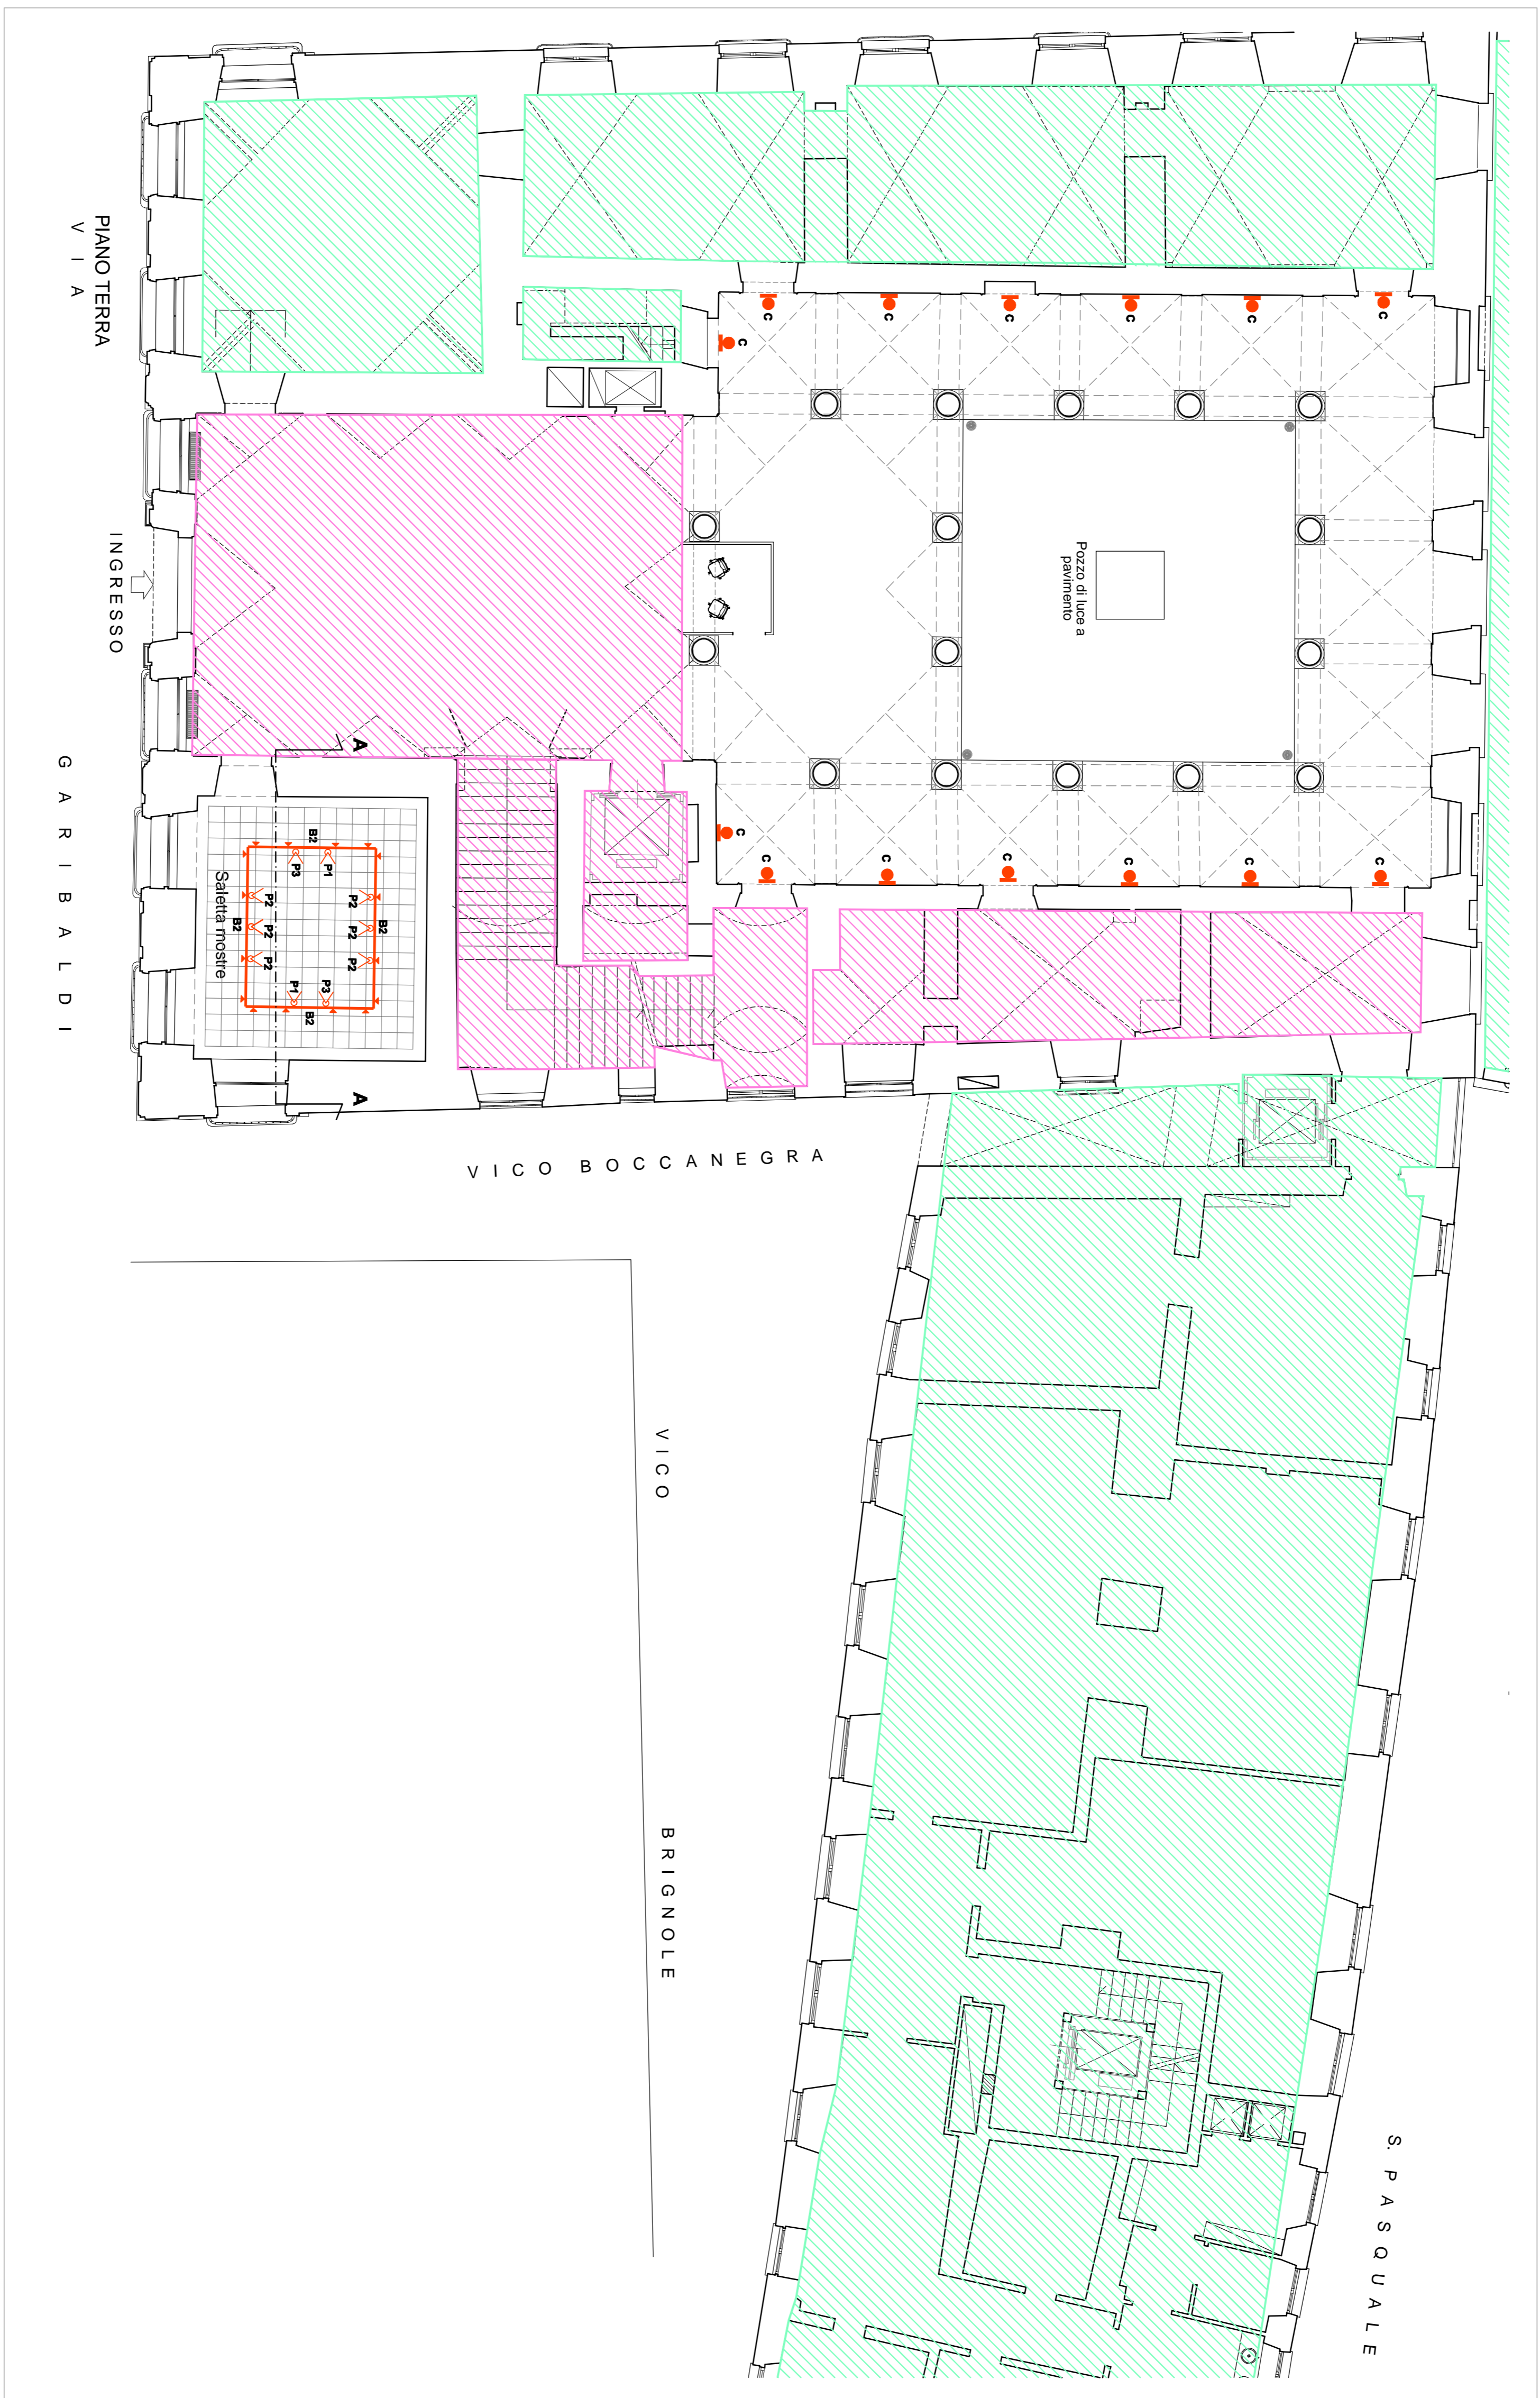 PIANO TERRA
VIA
GARIBALDI
INGRESSO
VICO BOCCANEGRA
VICO
BRIGNOLE
S. PASQUALE
Pozzo di luce a
pavimento
Saletta mostre
A
A
B2
B2
B2
B2
P3
P1
P2
P2
P2
P2
P2
P2
P1
P3
C
C
C
C
C
C
C
C
C
C
C
C
C
C